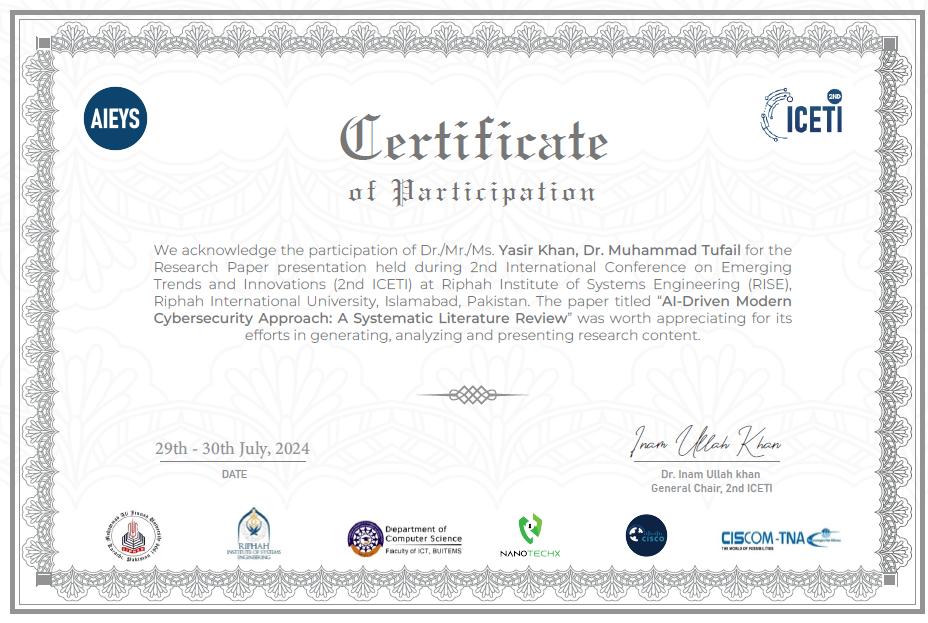 AIEYS
2ND
ICETI
Certificate
of Participation
We acknowledge the participation of Dr./Mr./Ms. Yasir Khan, Dr. Muhammad Tufail for the
Research Paper presentation held during 2nd International Conference on Emerging
Trends and Innovations (2nd ICETI) at Riphah Institute of Systems Engineering (RISE),
Riphah International University, Islamabad, Pakistan. The paper titled “AI-Driven Modern
Cybersecurity Approach: A Systematic Literature Review” was worth appreciating for its
efforts in generating, analyzing and presenting research content.
29th - 30th July, 2024
DATE
Inam Ullah Khan
Dr. Inam Ullah khan
General Chair, 2nd ICETI
Mohammad Ali Jinnah University
Pakistan
RIPHAH
INSTITUTE OF SYSTEMS
ENGINEERING
Department of
Computer Science
Faculty of ICT, BUITEMS
NANOTECHX
CISCO
CISCOM-TNA
THE WORLD OF POSSIBILITIES